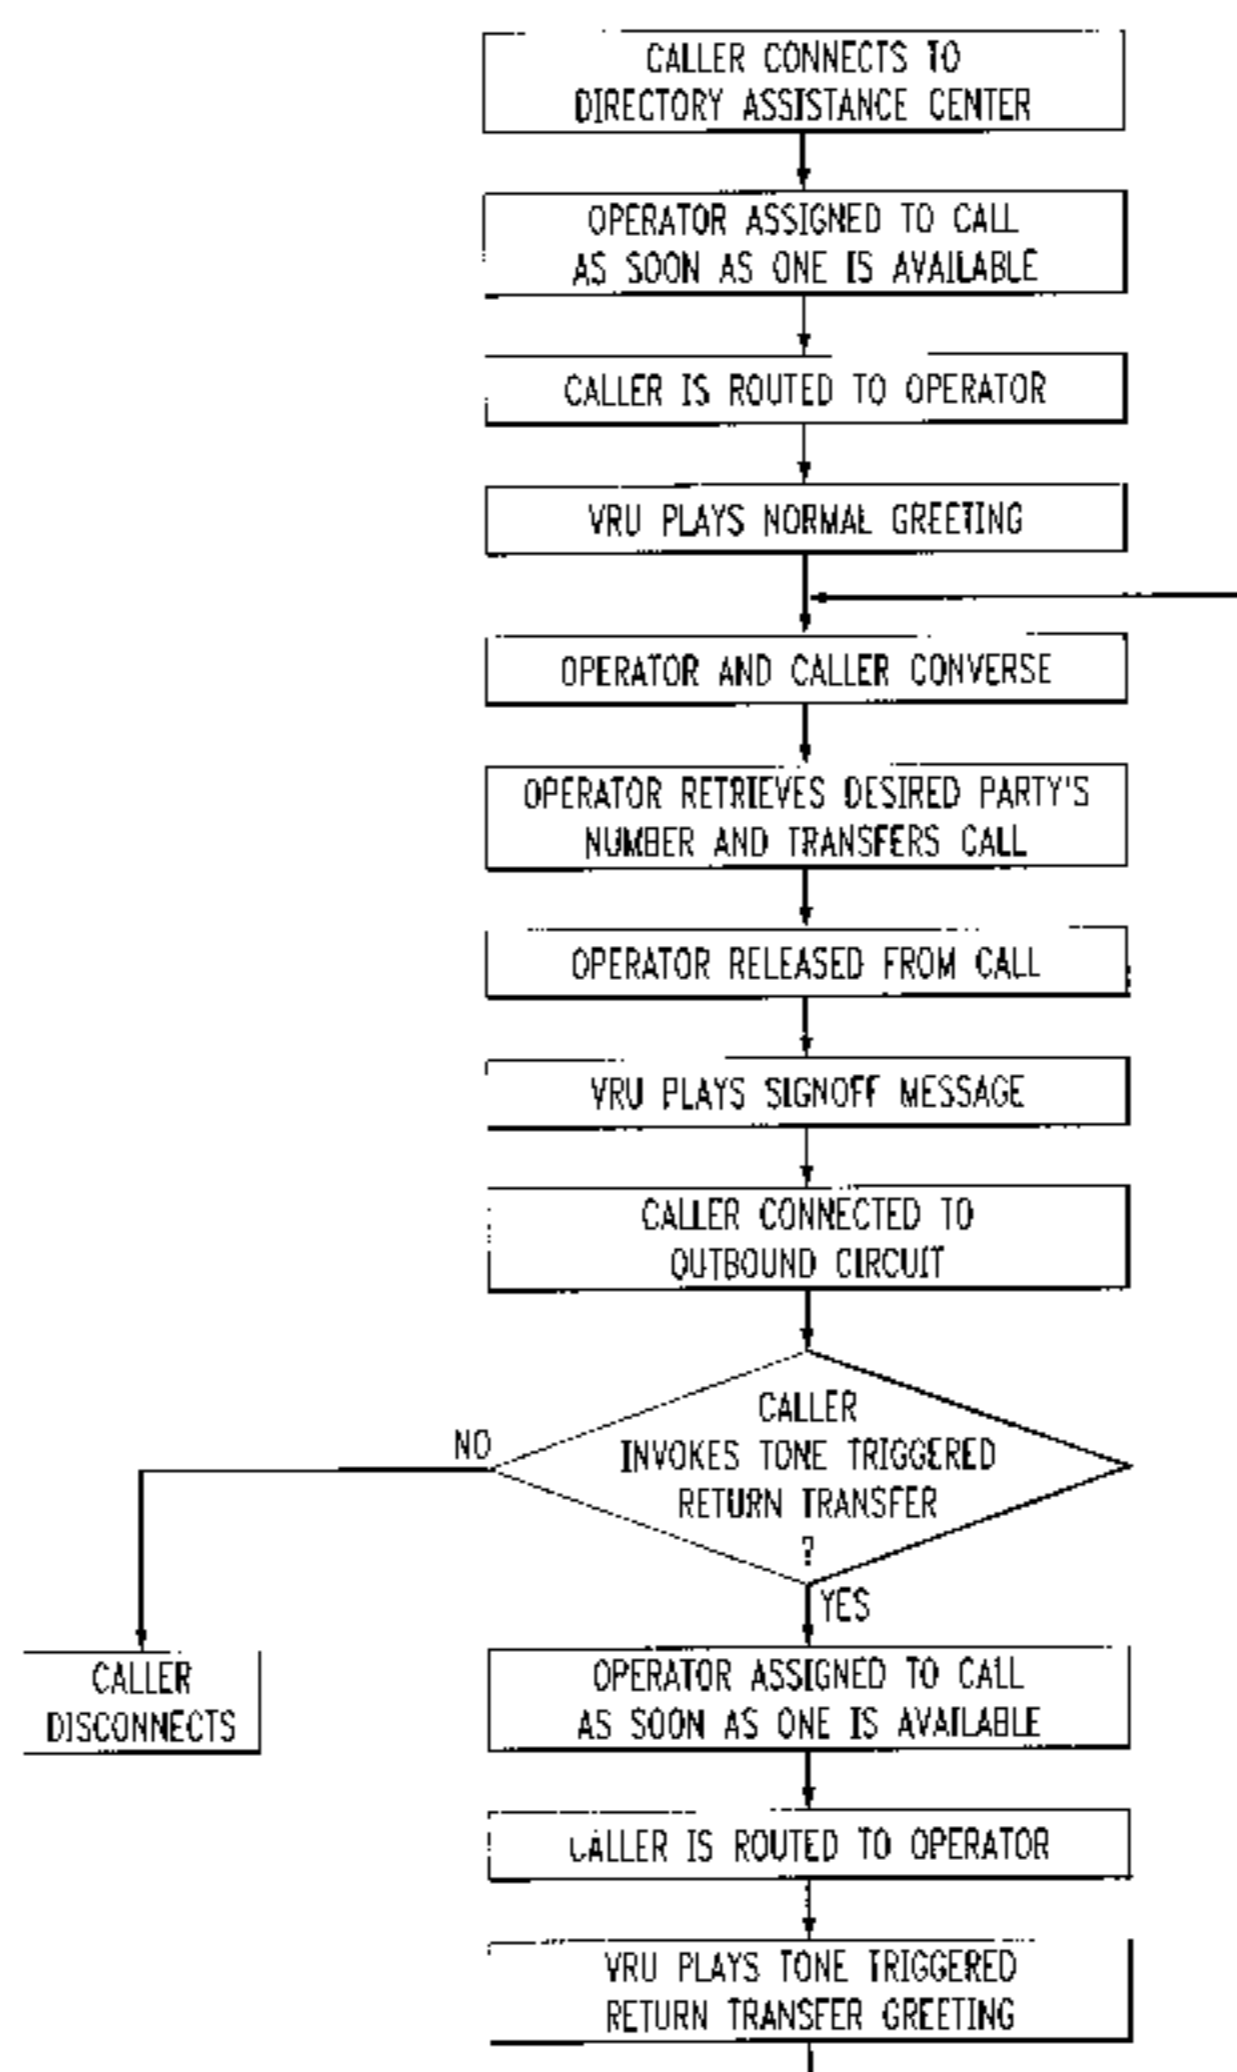 CALLER CONNECTS TO
DIRECTORY ASSISTANCE CENTER
OPERATOR ASSIGNED TO CALL
AS SOON AS ONE IS AVAILABLE
CALLER IS ROUTED TO OPERATOR
VRU PLAYS NORMAL GREETING
OPERATOR AND CALLER CONVERSE
OPERATOR RETRIEVES DESIRED PARTY'S
NUMBER AND TRANSFERS CALL
OPERATOR RELEASED FROM CALL
VRU PLAYS SIGNOFF MESSAGE
CALLER CONNECTED TO
OUTBOUND CIRCUIT
CALLER
INVOKES TONE TRIGGERED
RETURN TRANSFER
?
NO
YES
CALLER
DISCONNECTS
OPERATOR ASSIGNED TO CALL
AS SOON AS ONE IS AVAILABLE
CALLER IS ROUTED TO OPERATOR
VRU PLAYS TONE TRIGGERED
RETURN TRANSFER GREETING